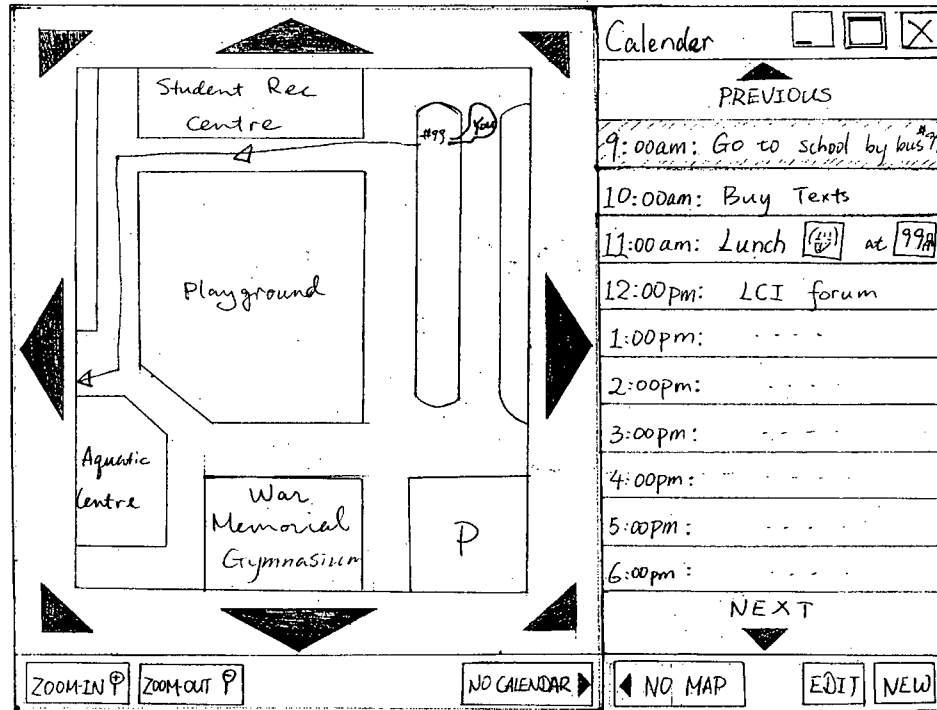 Student Rec
Centre
#99
You
Playground
Aquatic
Centre
War
Memorial
Gymnasium
P
ZOOM-IN
ZOOM-OUT
NO CALENDAR
Calendar
PREVIOUS
9:00am: Go to school by bus
10:00am: Buy Texts
11:00am: Lunch at 99
12:00pm: LCI forum
1:00pm: ----
2:00pm: ----
3:00pm: ----
4:00pm: ----
5:00pm: ----
6:00pm: ----
NEXT
NO MAP
EDIT
NEW